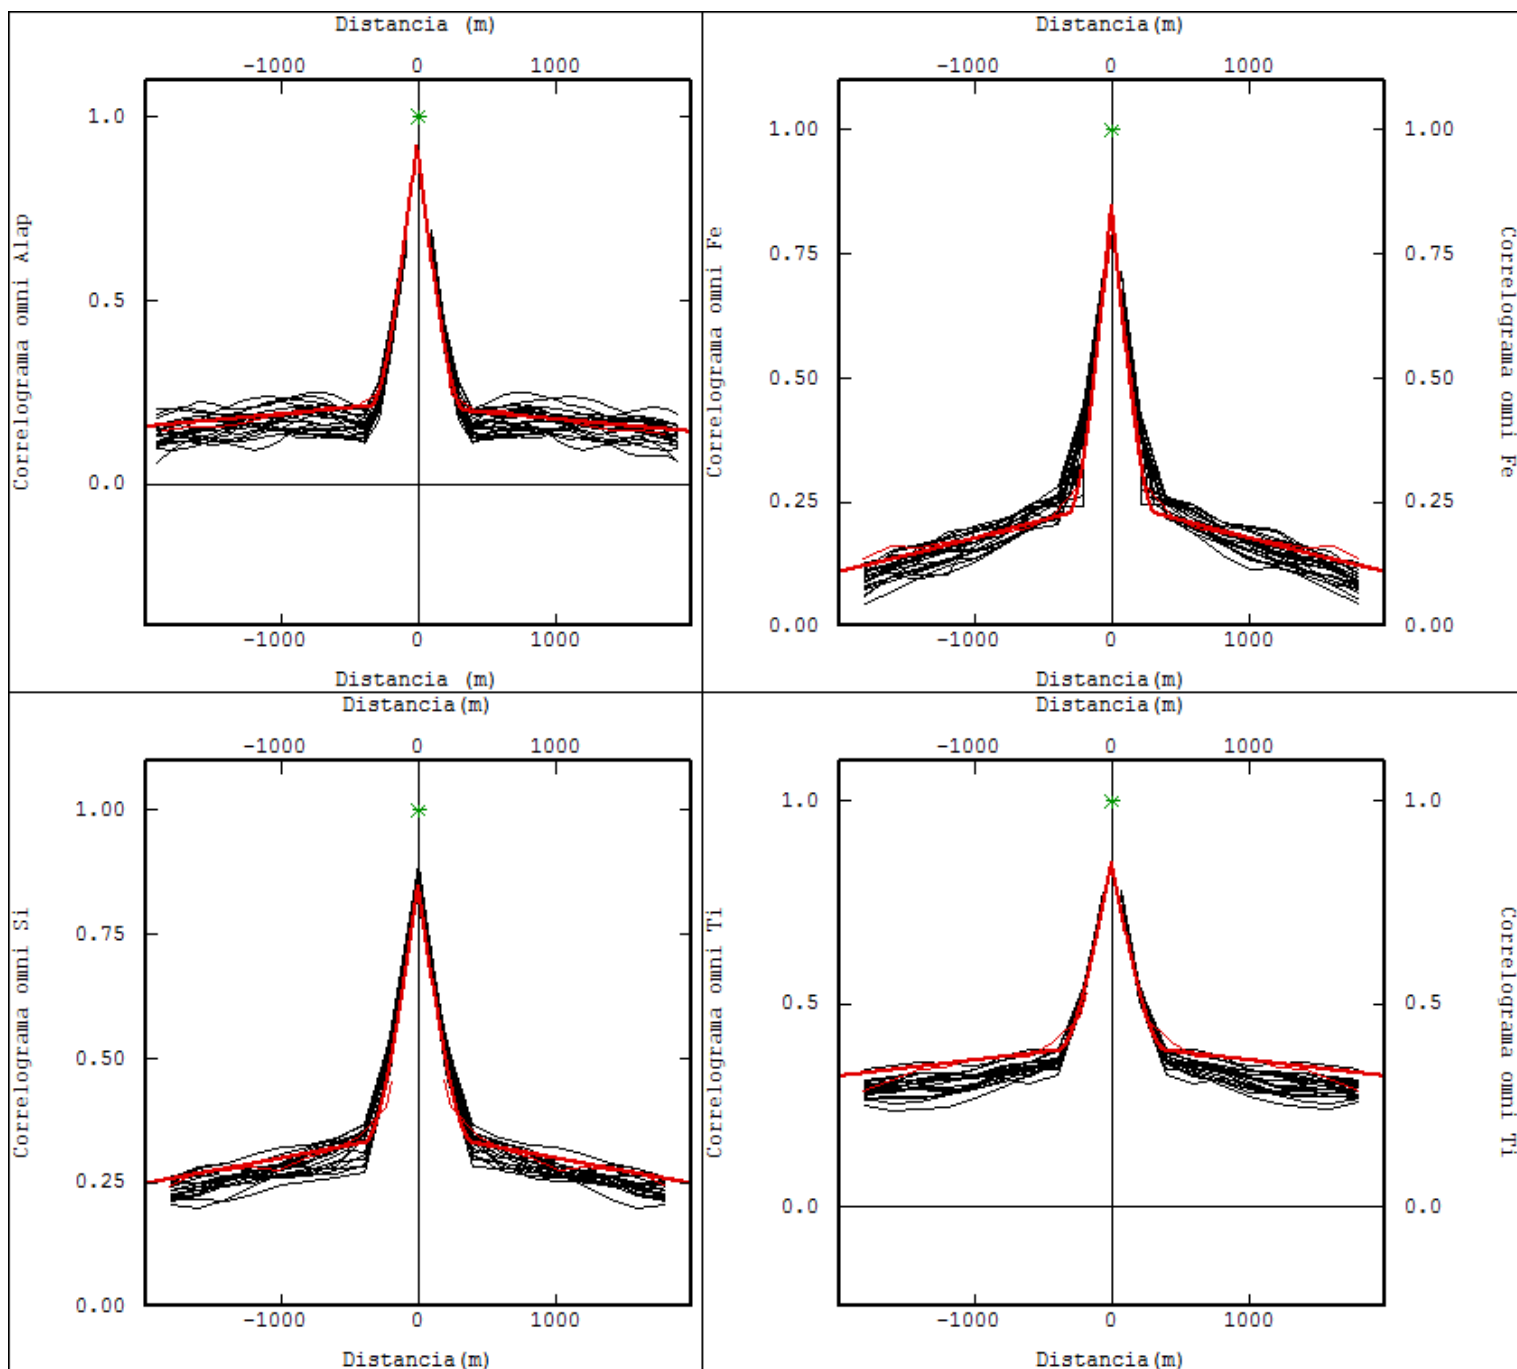 Distancia (m)
-1000 0 1000
1.0
0.5
0.0
Correlograma omni Alap
-1000 0 1000
Distancia (m)
Distancia(m)
-1000 0 1000
1.00 1.00
0.75 0.75
0.50 0.50
0.25 0.25
0.00 0.00
Correlograma omni Fe
Correlograma omni Fe
-1000 0 1000
Distancia(m)
Distancia(m)
-1000 0 1000
1.00
0.75
0.50
0.25
0.00
Correlograma omni Si
-1000 0 1000
Distancia(m)
Distancia(m)
-1000 0 1000
1.0 1.0
0.5 0.5
0.0 0.0
Correlograma omni Ti
Correlograma omni Ti
-1000 0 1000
Distancia(m)